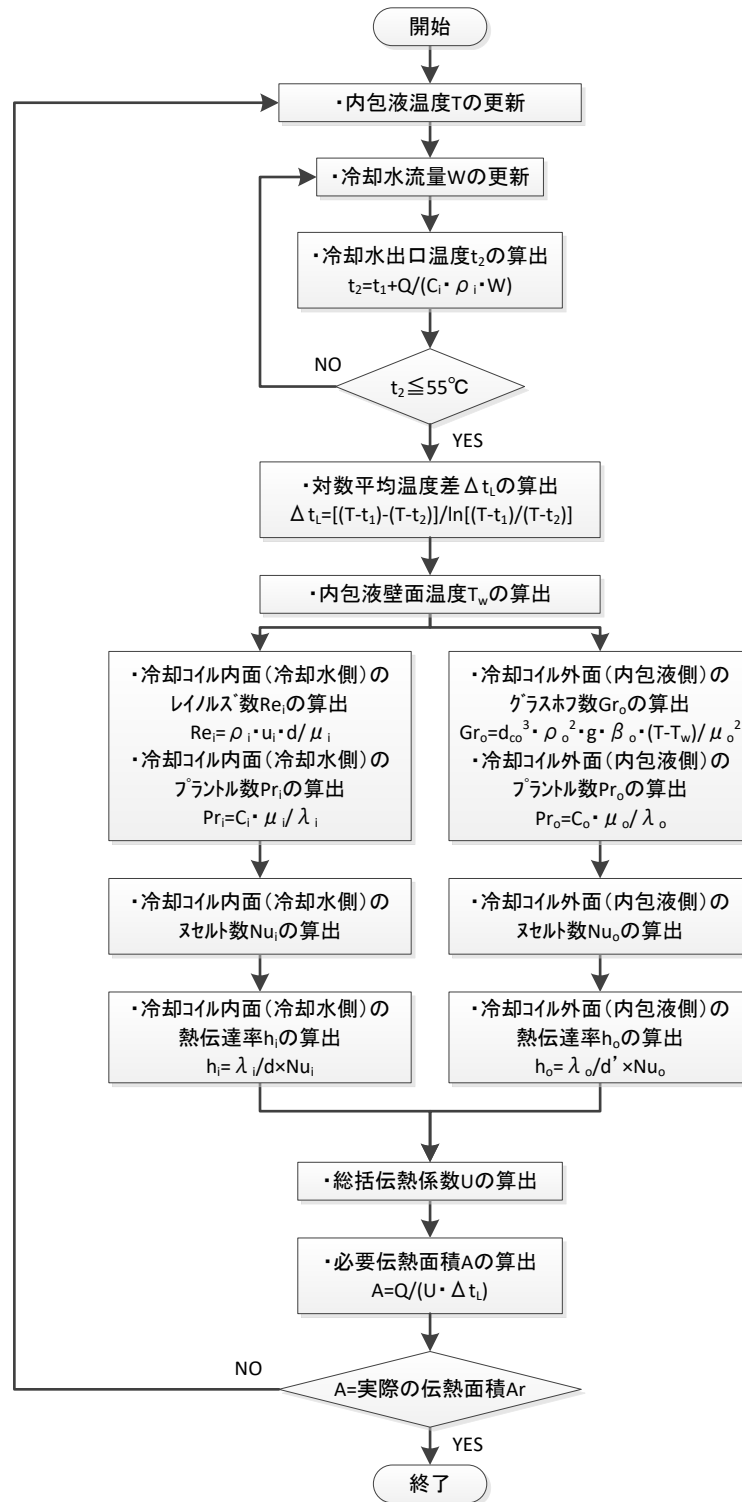 開始
・内包液温度Tの更新
・冷却水流量Wの更新
・冷却水出口温度t₂の算出
t₂=t₁+Q/(Cᵢ・ρᵢ・W)
NO
t₂≦55℃
YES
・対数平均温度差Δt_Lの算出
Δt_L=[(T-t₁)-(T-t₂)]/ln[(T-t₁)/(T-t₂)]
・内包液壁面温度T_wの算出
・冷却コイル内面(冷却水側)の
レイノルズ数Reᵢの算出
Reᵢ=ρᵢ・uᵢ・d/μᵢ
・冷却コイル内面(冷却水側)の
プラントル数Prᵢの算出
Prᵢ=Cᵢ・μᵢ/λᵢ
・冷却コイル外面(内包液側)の
グラスホフ数Grₒの算出
Grₒ=d_co³・ρₒ²・g・βₒ・(T-T_w)/μₒ²
・冷却コイル外面(内包液側)の
プラントル数Prₒの算出
Prₒ=Cₒ・μₒ/λₒ
・冷却コイル内面(冷却水側)の
ヌセルト数Nuᵢの算出
・冷却コイル外面(内包液側)の
ヌセルト数Nuₒの算出
・冷却コイル内面(冷却水側)の
熱伝達率hᵢの算出
hᵢ=λᵢ/d×Nuᵢ
・冷却コイル外面(内包液側)の
熱伝達率hₒの算出
hₒ=λₒ/d’×Nuₒ
・総括伝熱係数Uの算出
・必要伝熱面積Aの算出
A=Q/(U・Δt_L)
NO
A=実際の伝熱面積Ar
YES
終了